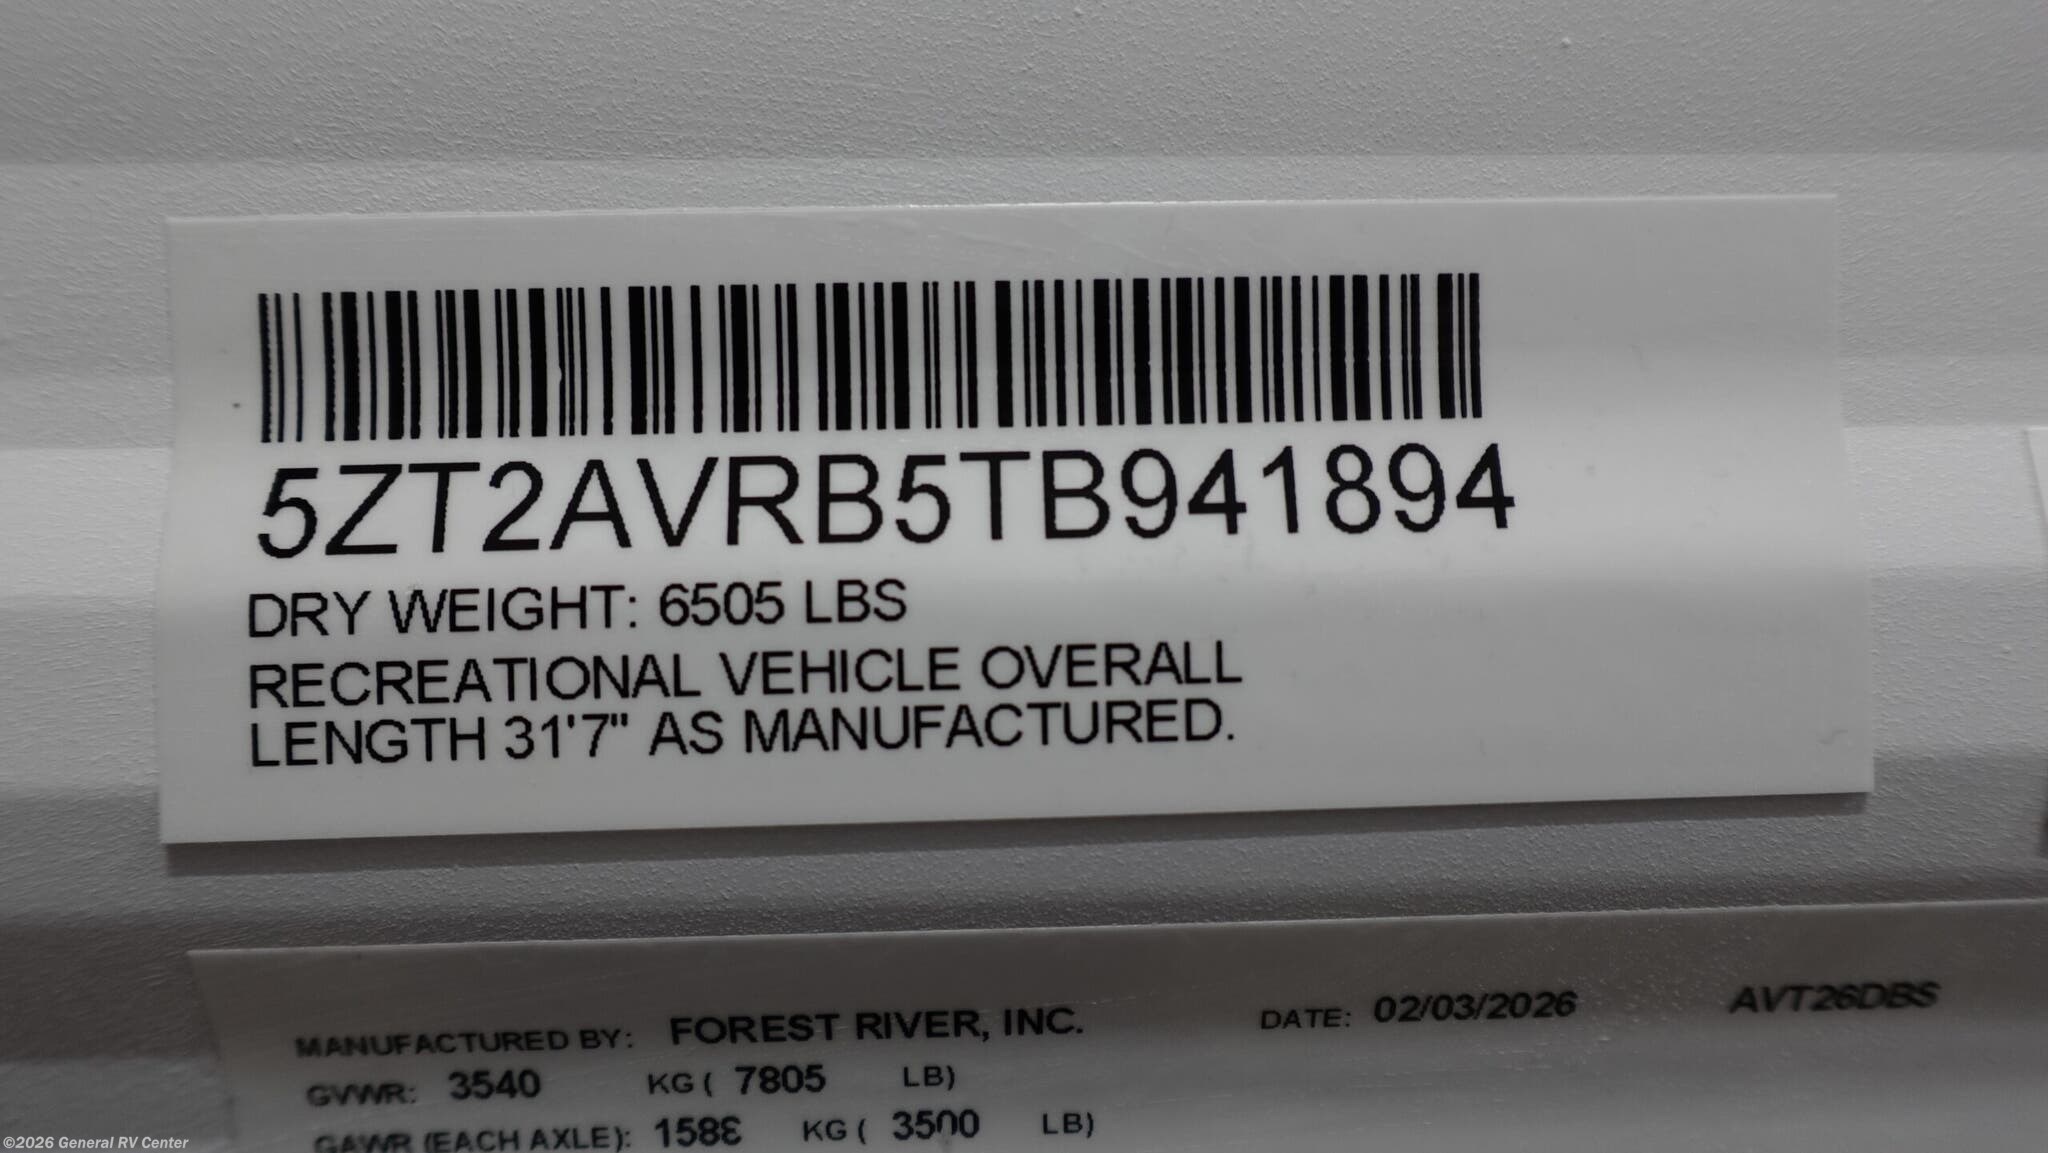 5ZT2AVRB5TB941894
DRY WEIGHT: 6505 LBS
RECREATIONAL VEHICLE OVERALL
LENGTH 31'7" AS MANUFACTURED.
MANUFACTURED BY: FOREST RIVER, INC. DATE: 02/03/2026 AVT26DBS
GVWR: 3540 KG ( 7805 LB)
GAWR (EACH AXLE): 1588 KG ( 3500 LB)
©2026 General RV Center